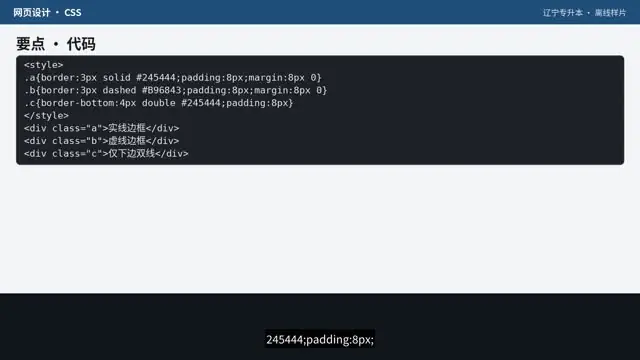 网页设计 • CSS
辽宁专升本 • 离线样片
要点 • 代码
<style>
.a{border:3px solid #245444;padding:8px;margin:8px 0}
.b{border:3px dashed #B96843;padding:8px;margin:8px 0}
.c{border-bottom:4px double #245444;padding:8px}
</style>
<div class="a">实线边框</div>
<div class="b">虚线边框</div>
<div class="c">仅下边双线</div>
245444;padding:8px;